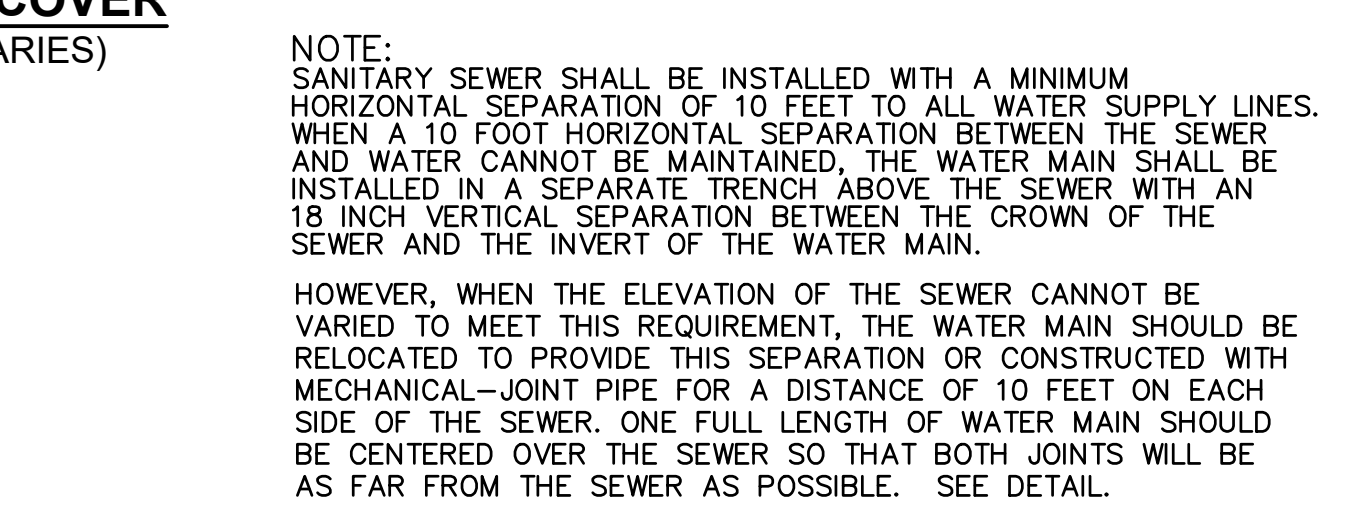 COVER
ARIES)
NOTE:
SANITARY SEWER SHALL BE INSTALLED WITH A MINIMUM
HORIZONTAL SEPARATION OF 10 FEET TO ALL WATER SUPPLY LINES.
WHEN A 10 FOOT HORIZONTAL SEPARATION BETWEEN THE SEWER
AND WATER CANNOT BE MAINTAINED, THE WATER MAIN SHALL BE
INSTALLED IN A SEPARATE TRENCH ABOVE THE SEWER WITH AN
18 INCH VERTICAL SEPARATION BETWEEN THE CROWN OF THE
SEWER AND THE INVERT OF THE WATER MAIN.
HOWEVER, WHEN THE ELEVATION OF THE SEWER CANNOT BE
VARIED TO MEET THIS REQUIREMENT, THE WATER MAIN SHOULD BE
RELOCATED TO PROVIDE THIS SEPARATION OR CONSTRUCTED WITH
MECHANICAL–JOINT PIPE FOR A DISTANCE OF 10 FEET ON EACH
SIDE OF THE SEWER. ONE FULL LENGTH OF WATER MAIN SHOULD
BE CENTERED OVER THE SEWER SO THAT BOTH JOINTS WILL BE
AS FAR FROM THE SEWER AS POSSIBLE.  SEE DETAIL.